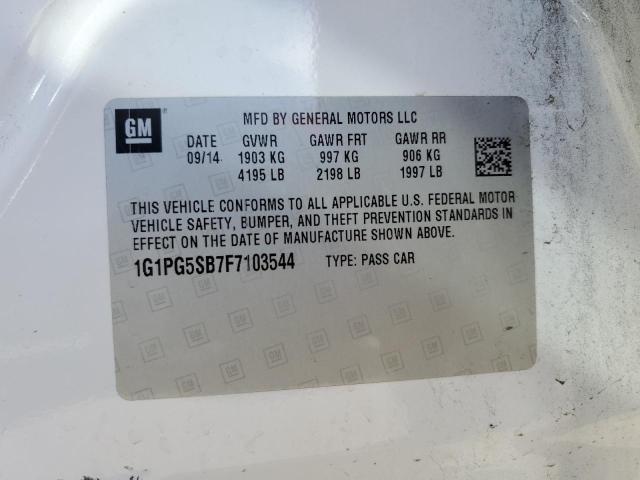 GM
MFD BY GENERAL MOTORS LLC
DATE GVWR GAWR FRT GAWR RR
09/14 1903 KG 997 KG 906 KG
4195 LB 2198 LB 1997 LB
THIS VEHICLE CONFORMS TO ALL APPLICABLE U.S. FEDERAL MOTOR
VEHICLE SAFETY, BUMPER, AND THEFT PREVENTION STANDARDS IN
EFFECT ON THE DATE OF MANUFACTURE SHOWN ABOVE.
1G1PG5SB7F7103544 TYPE: PASS CAR